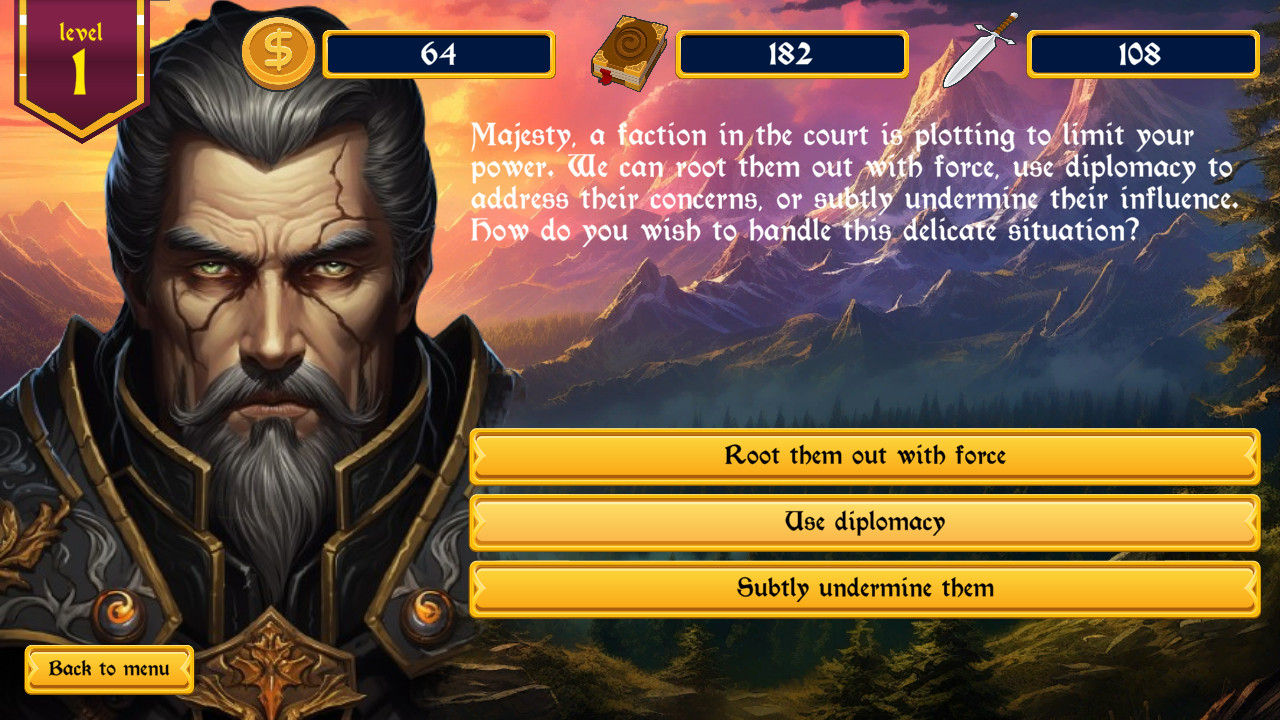 level
1
$
64
182
108
Majesty, a faction in the court is plotting to limit your
power. We can root them out with force, use diplomacy to
address their concerns, or subtly undermine their influence.
How do you wish to handle this delicate situation?
Root them out with force
Use diplomacy
Subtly undermine them
Back to menu